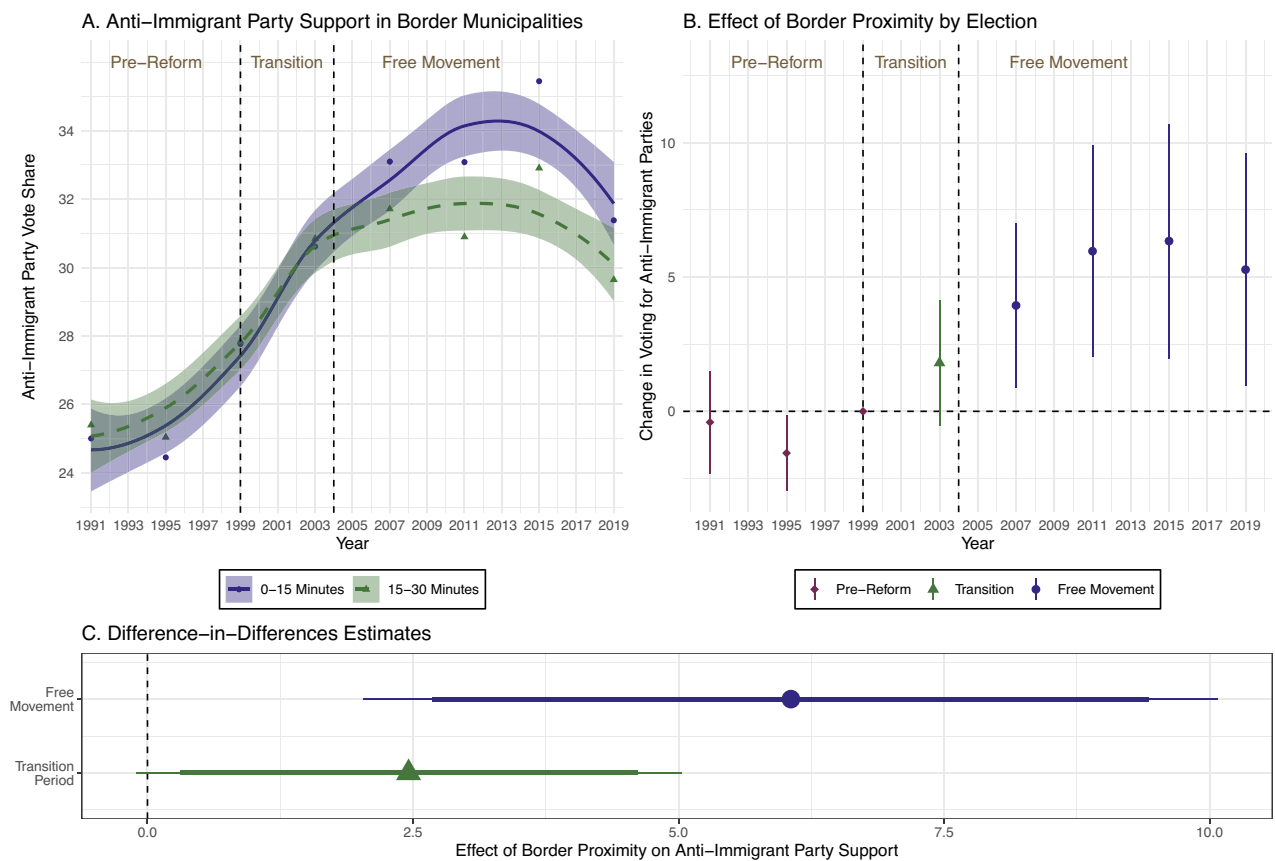 A. Anti−Immigrant Party Support in Border Municipalities
Pre−Reform Transition Free Movement
Anti−Immigrant Party Vote Share
34
32
30
28
26
24
1991 1993 1995 1997 1999 2001 2003 2005 2007 2009 2011 2013 2015 2017 2019
Year
0−15 Minutes 15−30 Minutes
B. Effect of Border Proximity by Election
Pre−Reform Transition Free Movement
Change in Voting for Anti−Immigrant Parties
10
5
0
1991 1993 1995 1997 1999 2001 2003 2005 2007 2009 2011 2013 2015 2017 2019
Year
Pre−Reform Transition Free Movement
C. Difference−in−Differences Estimates
Free
Movement
Transition
Period
0.0 2.5 5.0 7.5 10.0
Effect of Border Proximity on Anti−Immigrant Party Support